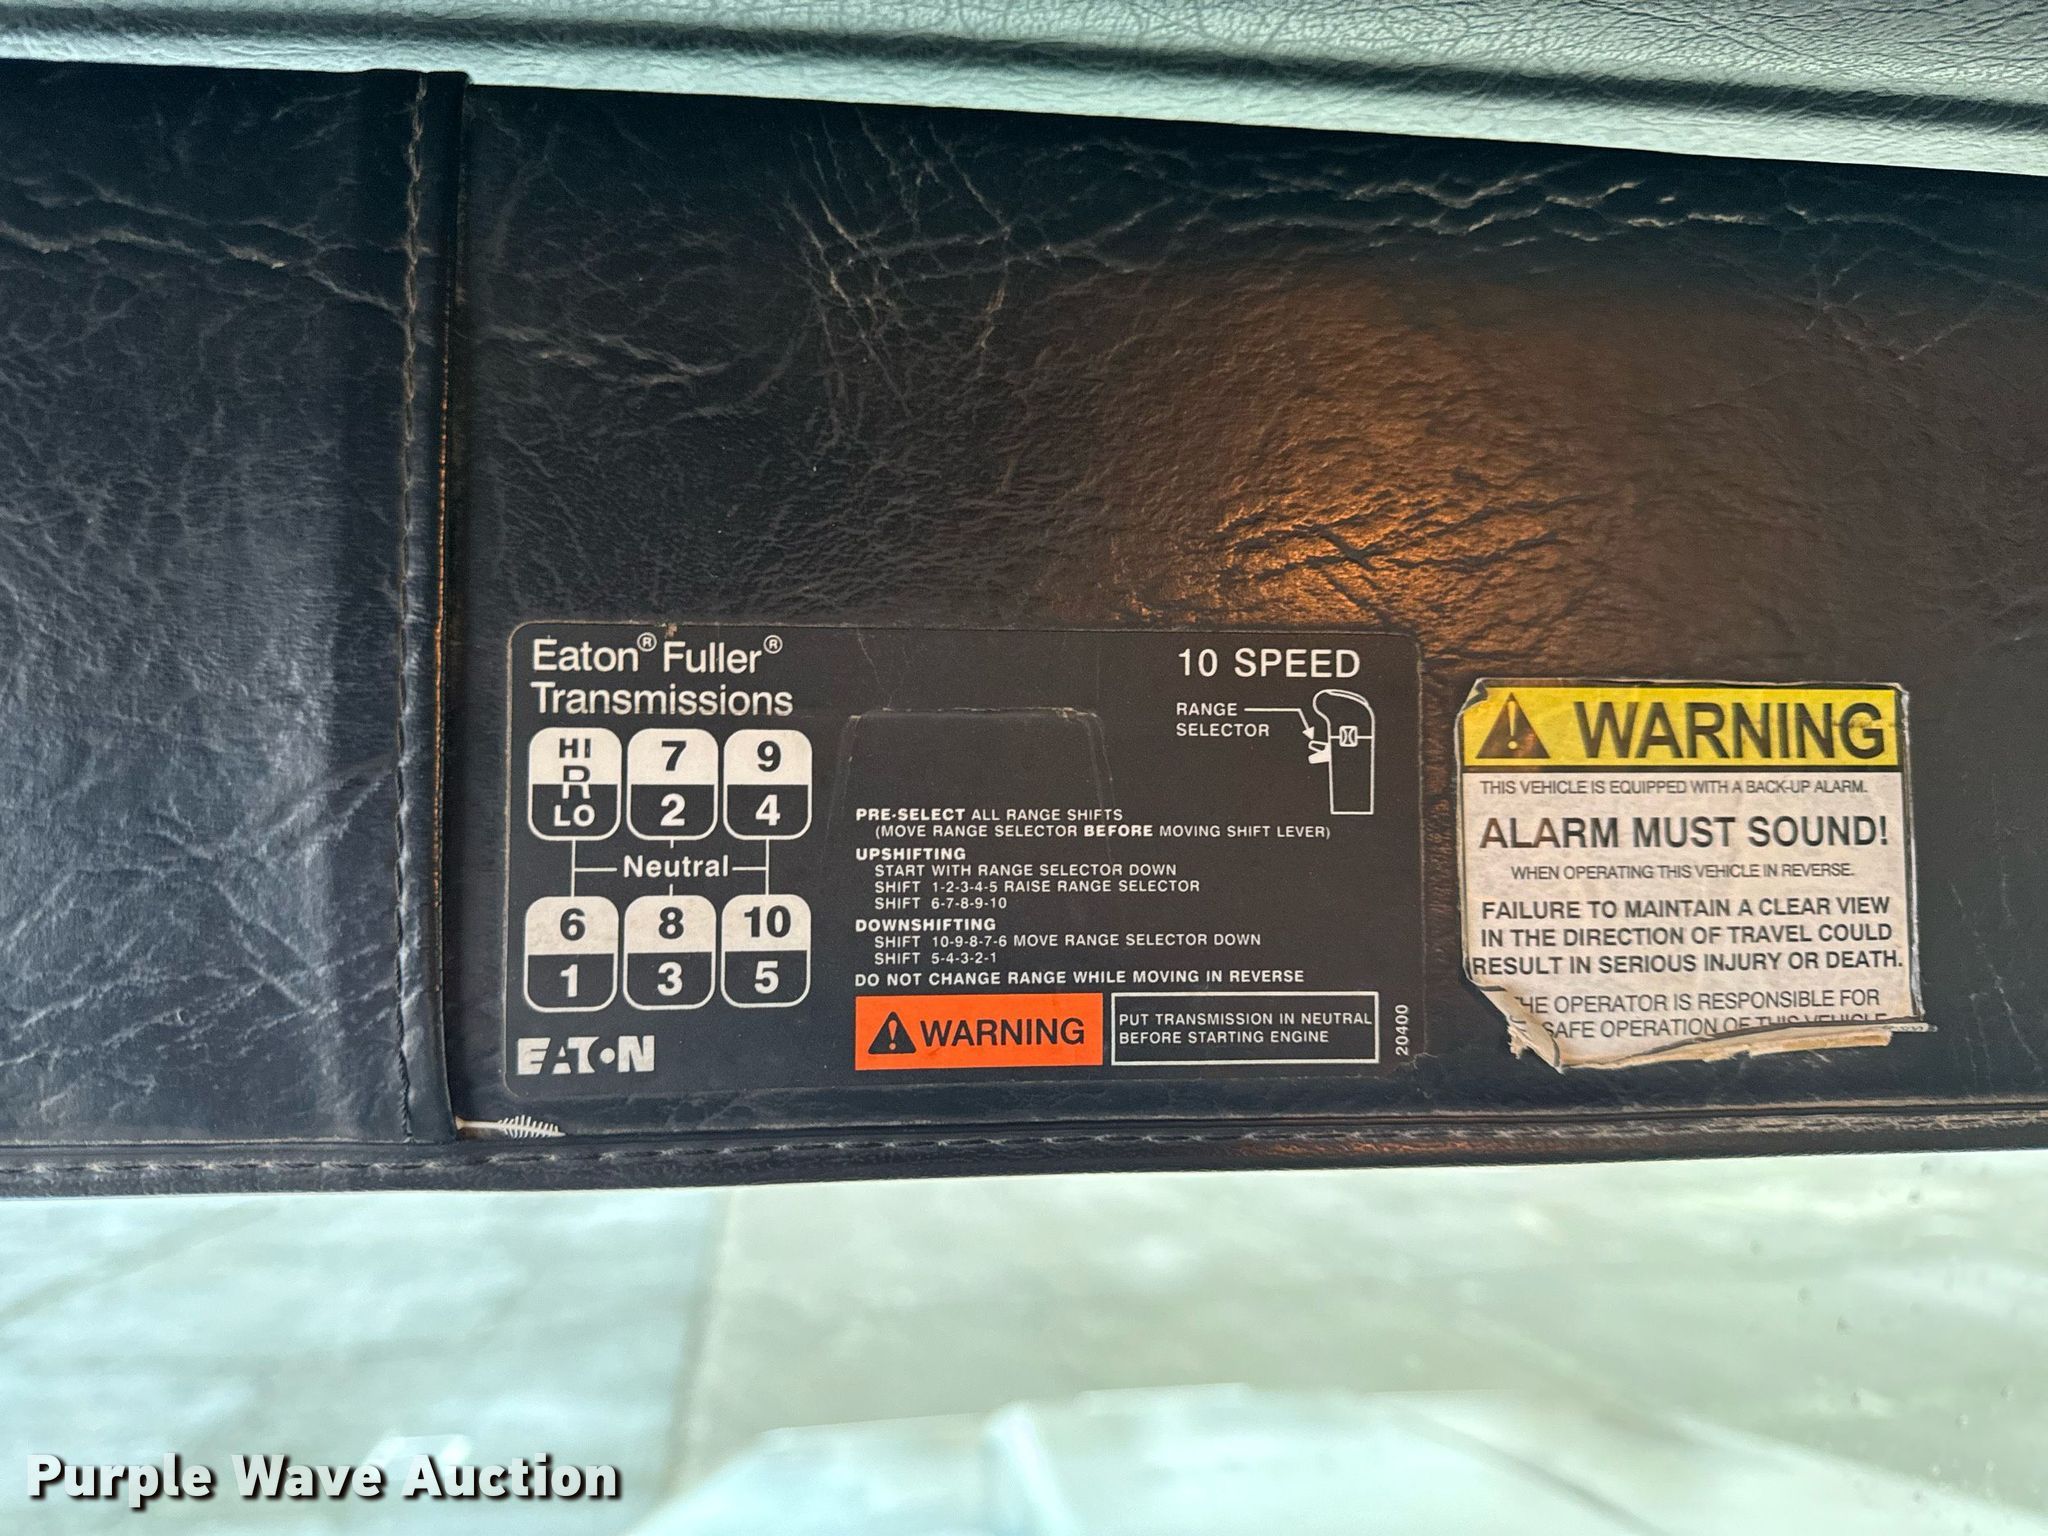 Eaton® Fuller®
Transmissions
10 SPEED
RANGE
SELECTOR
HI
R
LO
7
2
9
4
Neutral
6
1
8
3
10
5
EATON
PRE-SELECT ALL RANGE SHIFTS
(MOVE RANGE SELECTOR BEFORE MOVING SHIFT LEVER)
UPSHIFTING
START WITH RANGE SELECTOR DOWN
SHIFT 1-2-3-4-5 RAISE RANGE SELECTOR
SHIFT 6-7-8-9-10
DOWNSHIFTING
SHIFT 10-9-8-7-6 MOVE RANGE SELECTOR DOWN
SHIFT 5-4-3-2-1
DO NOT CHANGE RANGE WHILE MOVING IN REVERSE
WARNING
PUT TRANSMISSION IN NEUTRAL
BEFORE STARTING ENGINE
20400
WARNING
THIS VEHICLE IS EQUIPPED WITH A BACK-UP ALARM.
ALARM MUST SOUND!
WHEN OPERATING THIS VEHICLE IN REVERSE.
FAILURE TO MAINTAIN A CLEAR VIEW
IN THE DIRECTION OF TRAVEL COULD
RESULT IN SERIOUS INJURY OR DEATH.
HE OPERATOR IS RESPONSIBLE FOR
SAFE OPERATION OF THIS VEHICLE
Purple Wave Auction